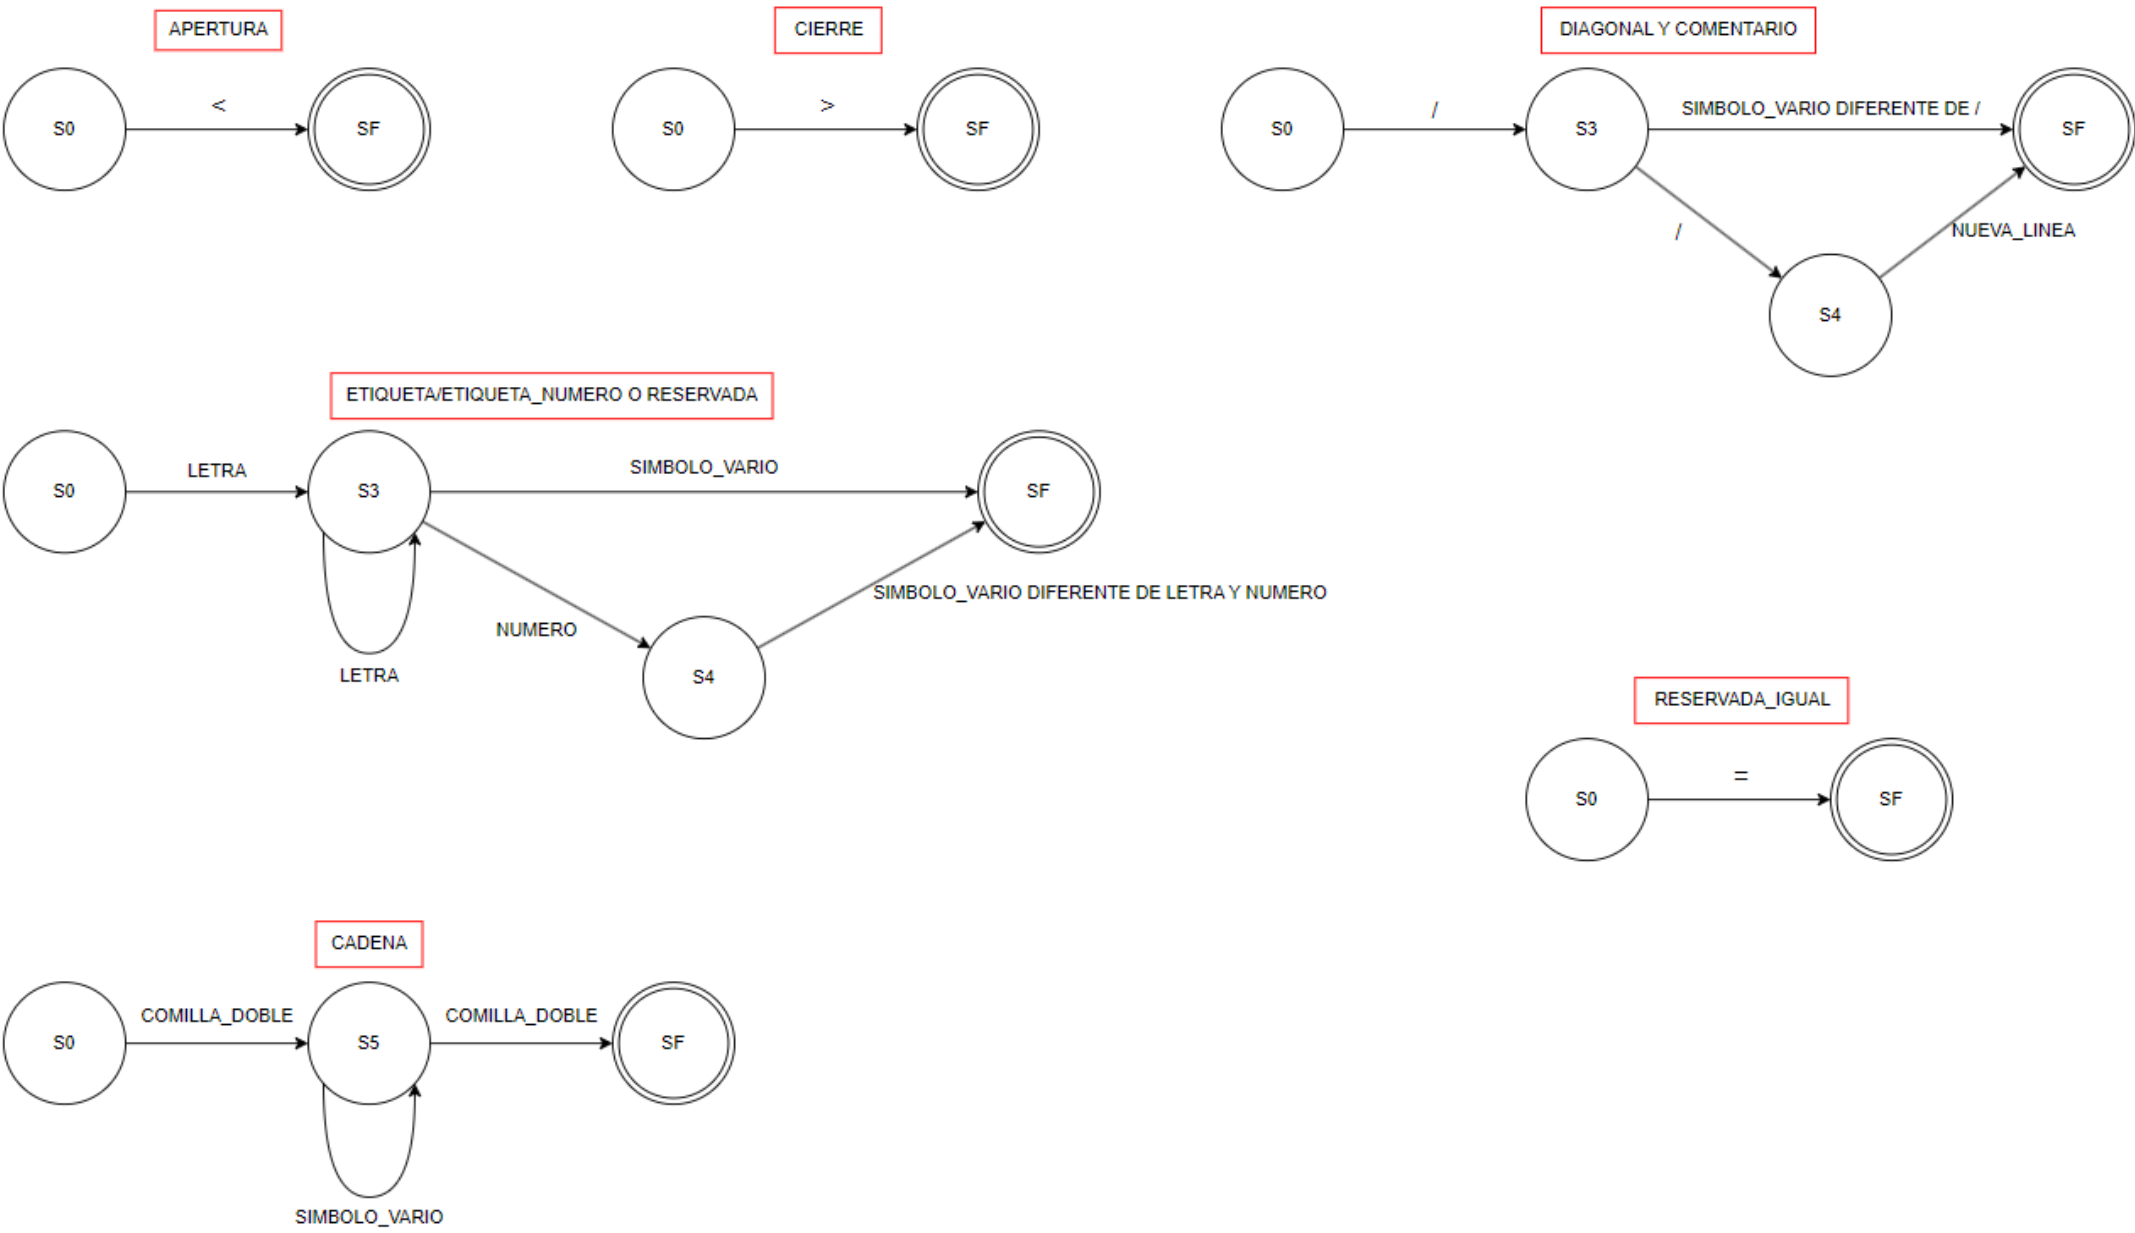 APERTURA
S0
<
SF
CIERRE
S0
>
SF
DIAGONAL Y COMENTARIO
S0
/
S3
SIMBOLO_VARIO DIFERENTE DE /
SF
/
NUEVA_LINEA
S4
ETIQUETA/ETIQUETA_NUMERO O RESERVADA
S0
LETRA
S3
SIMBOLO_VARIO
SF
SIMBOLO_VARIO DIFERENTE DE LETRA Y NUMERO
NUMERO
LETRA
S4
RESERVADA_IGUAL
S0
=
SF
CADENA
S0
COMILLA_DOBLE
S5
COMILLA_DOBLE
SF
SIMBOLO_VARIO